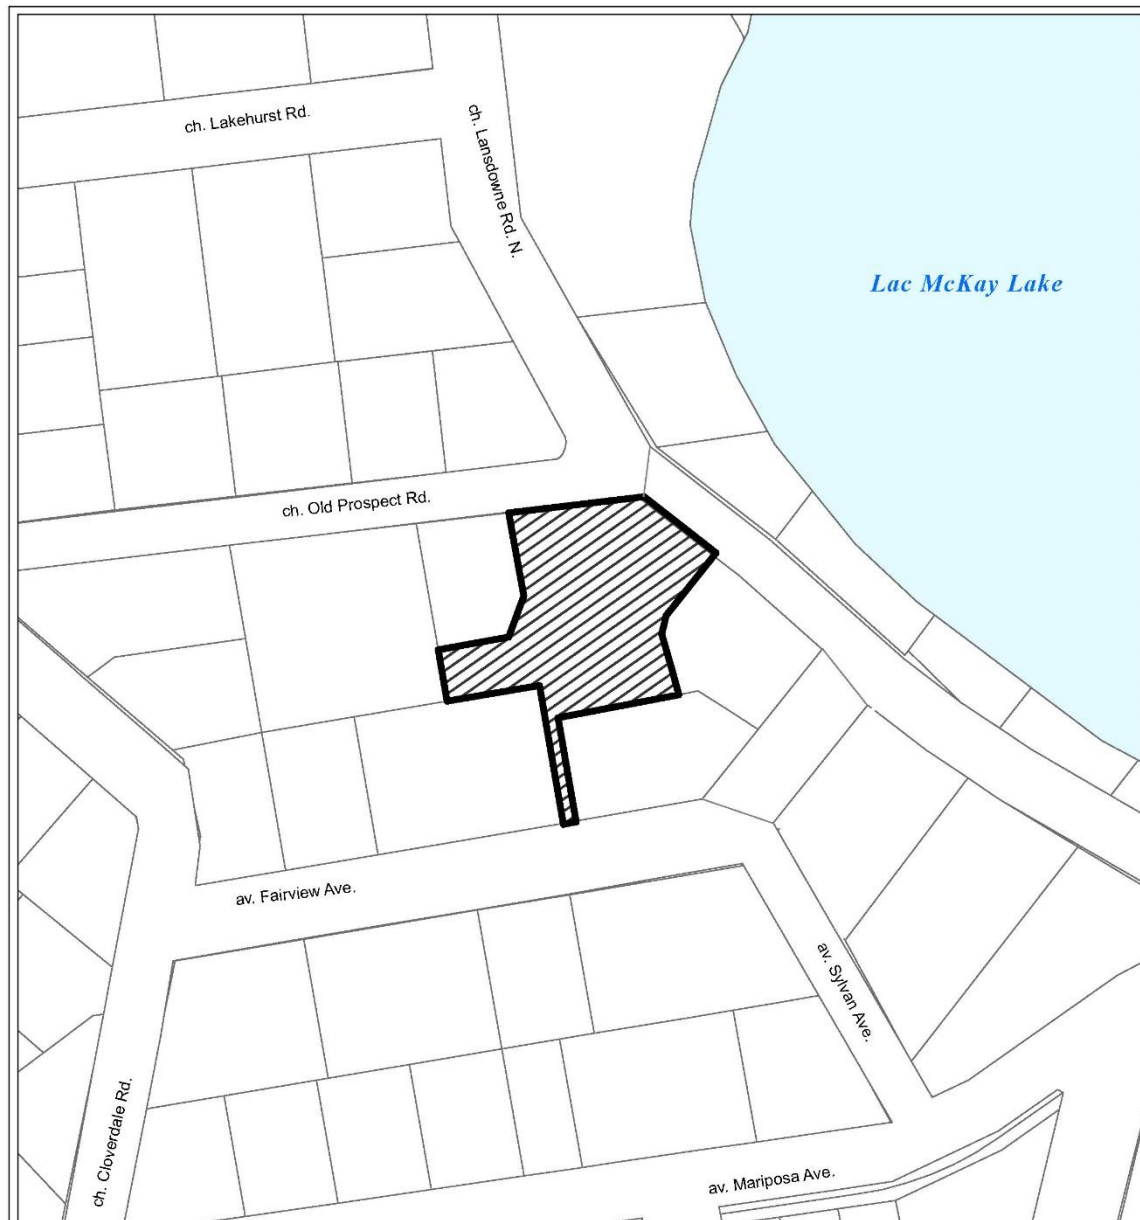 ch. Lakehurst Rd.
ch. Lansdowne Rd. N.
Lac McKay Lake
ch. Old Prospect Rd.
av. Fairview Ave.
av. Sylvan Ave.
ch. Cloverdale Rd.
av. Mariposa Ave.